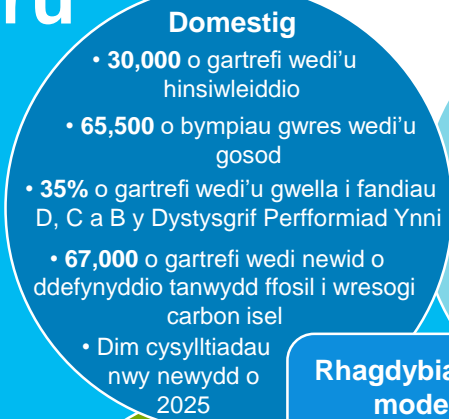 ru
Domestig
• 30,000 o gartrefi wedi'u
hinsiwleiddio
• 65,500 o bympiau gwres wedi'u
gosod
• 35% o gartrefi wedi'u gwella i fandiau
D, C a B y Dystysgrif Perfformiad Ynni
• 67,000 o gartrefi wedi newid o
ddefnyddio tanwydd ffosil i wresogi
carbon isel
• Dim cysylltiadau
nwy newydd o
2025
Rhagdybia
mode